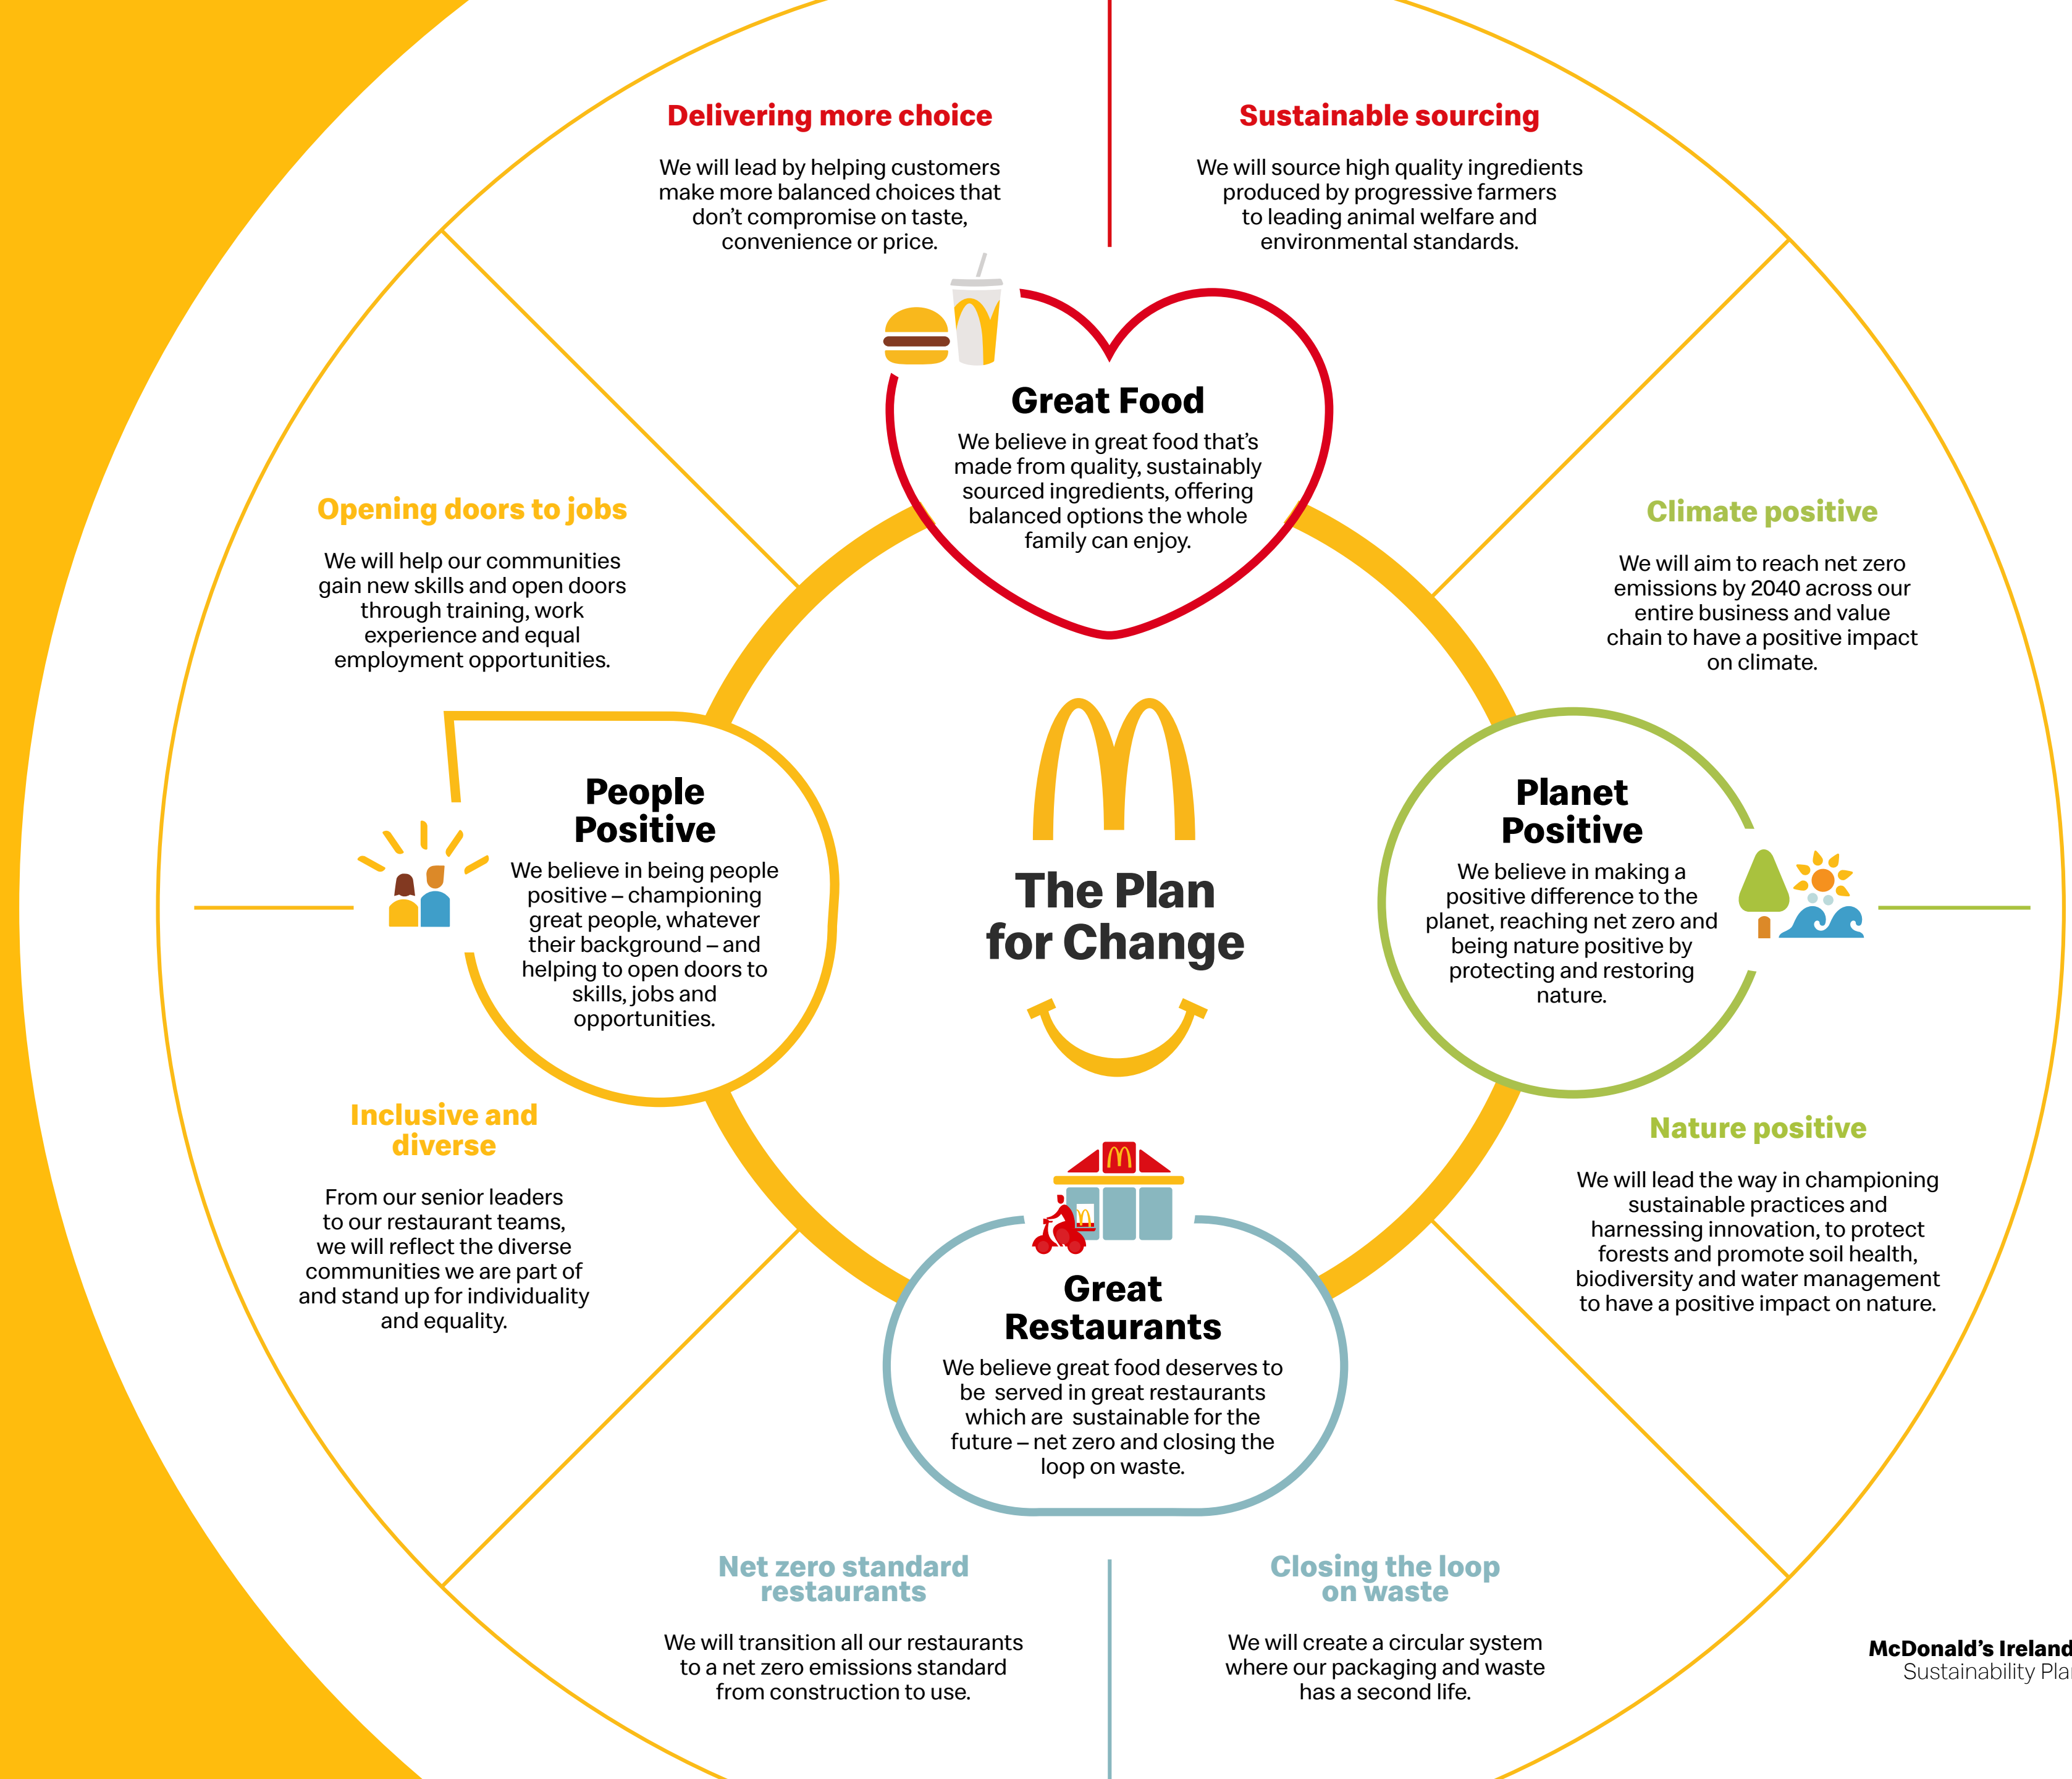 Delivering more choice
We will lead by helping customers
make more balanced choices that
don’t compromise on taste,
convenience or price.
Sustainable sourcing
We will source high quality ingredients
produced by progressive farmers
to leading animal welfare and
environmental standards.
Great Food
We believe in great food that’s
made from quality, sustainably
sourced ingredients, offering
balanced options the whole
family can enjoy.
Opening doors to jobs
We will help our communities
gain new skills and open doors
through training, work
experience and equal
employment opportunities.
Climate positive
We will aim to reach net zero
emissions by 2040 across our
entire business and value
chain to have a positive impact
on climate.
People
Positive
We believe in being people
positive – championing
great people, whatever
their background – and
helping to open doors to
skills, jobs and
opportunities.
The Plan
for Change
Planet
Positive
We believe in making a
positive difference to the
planet, reaching net zero and
being nature positive by
protecting and restoring
nature.
Inclusive and
diverse
From our senior leaders
to our restaurant teams,
we will reflect the diverse
communities we are part of
and stand up for individuality
and equality.
Nature positive
We will lead the way in championing
sustainable practices and
harnessing innovation, to protect
forests and promote soil health,
biodiversity and water management
to have a positive impact on nature.
Great
Restaurants
We believe great food deserves to
be served in great restaurants
which are sustainable for the
future – net zero and closing the
loop on waste.
Net zero standard
restaurants
We will transition all our restaurants
to a net zero emissions standard
from construction to use.
Closing the loop
on waste
We will create a circular system
where our packaging and waste
has a second life.
McDonald’s Ireland
Sustainability Pla